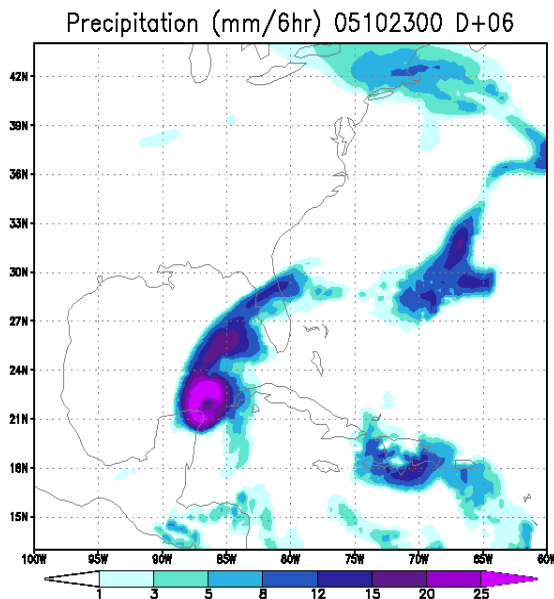 Precipitation (mm/6hr) 05102300 D+06
42N
39N
36N
33N
30N
27N
24N
21N
18N
15N
100W 95W 90W 85W 80W 75W 70W 65W 60W
1 3 5 8 12 15 20 25